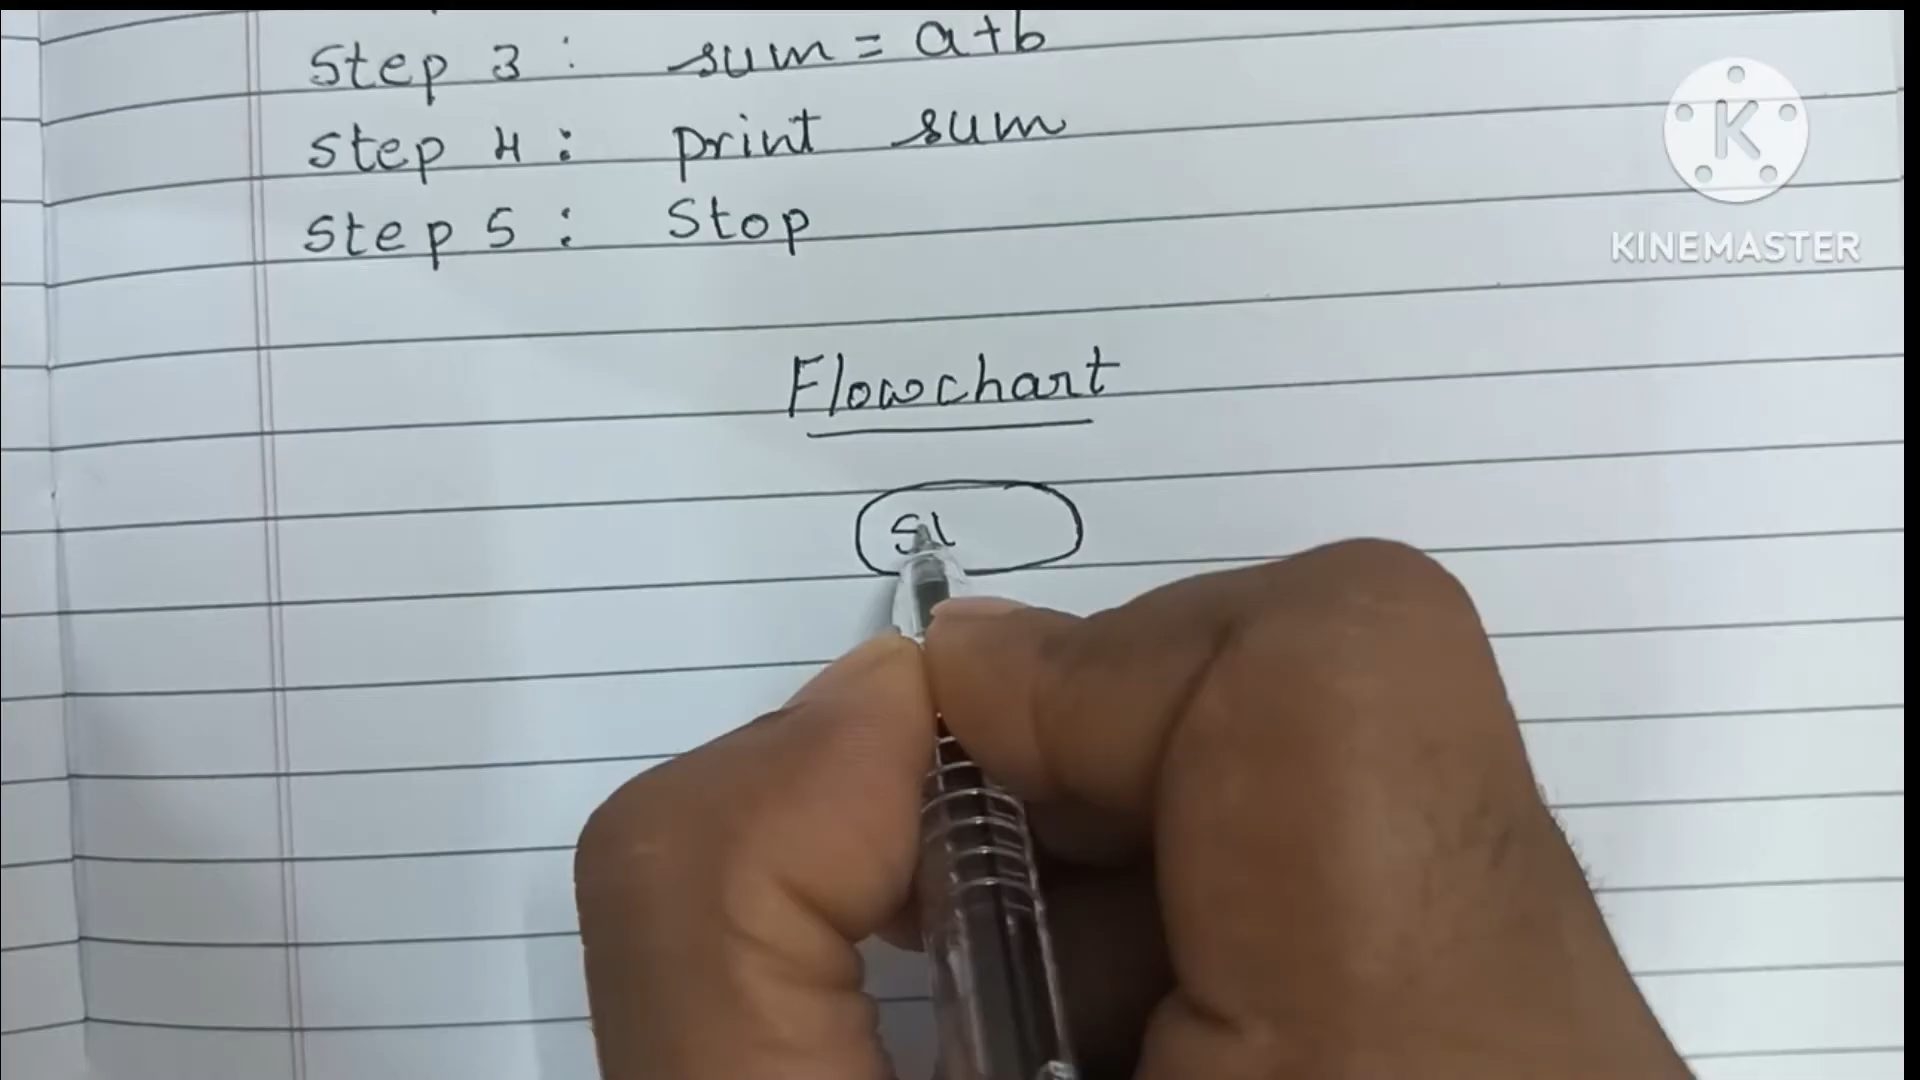 Step 3 : sum = a+b
Step 4 : print sum
Step 5 : Stop
Flowchart
K
KINEMASTER